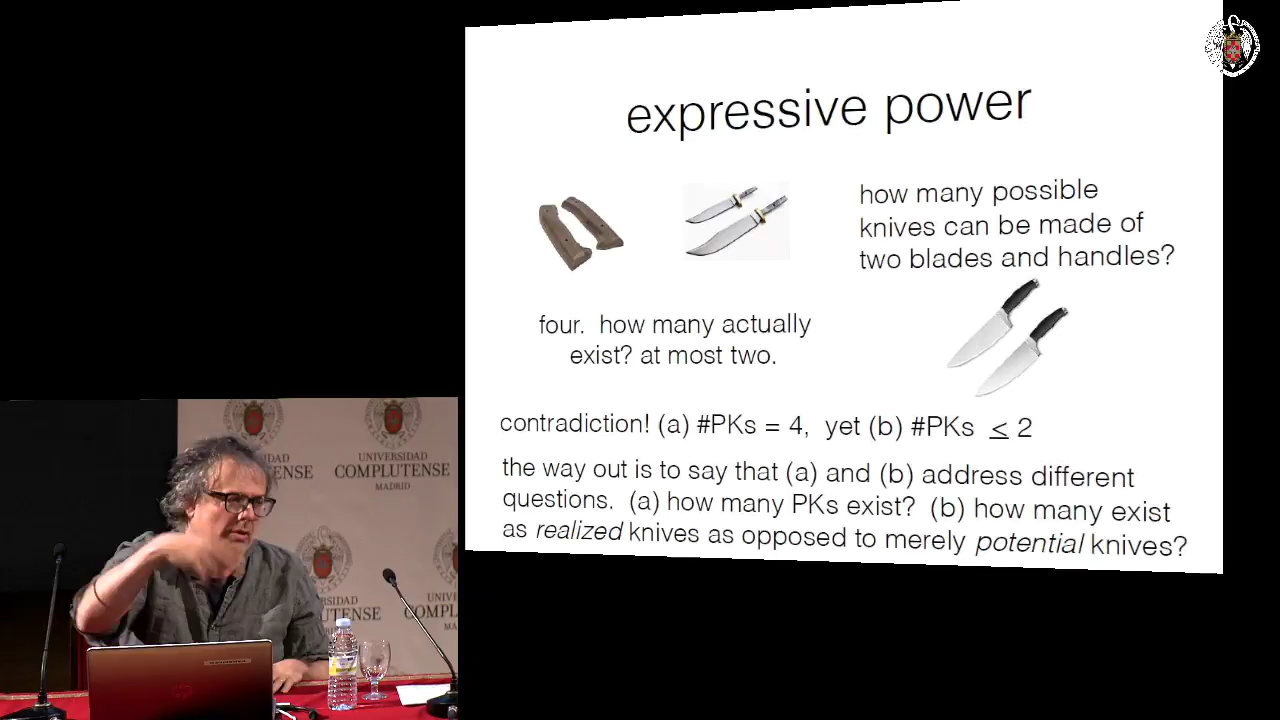 expressive power
how many possible
knives can be made of
two blades and handles?
four. how many actually
exist? at most two.
contradiction! (a) #PKs = 4, yet (b) #PKs ≤ 2
the way out is to say that (a) and (b) address different
questions. (a) how many PKs exist? (b) how many exist
as realized knives as opposed to merely potential knives?
COMPLUTENSE
UNIVERSIDAD
COMPLUTENSE
MADRID